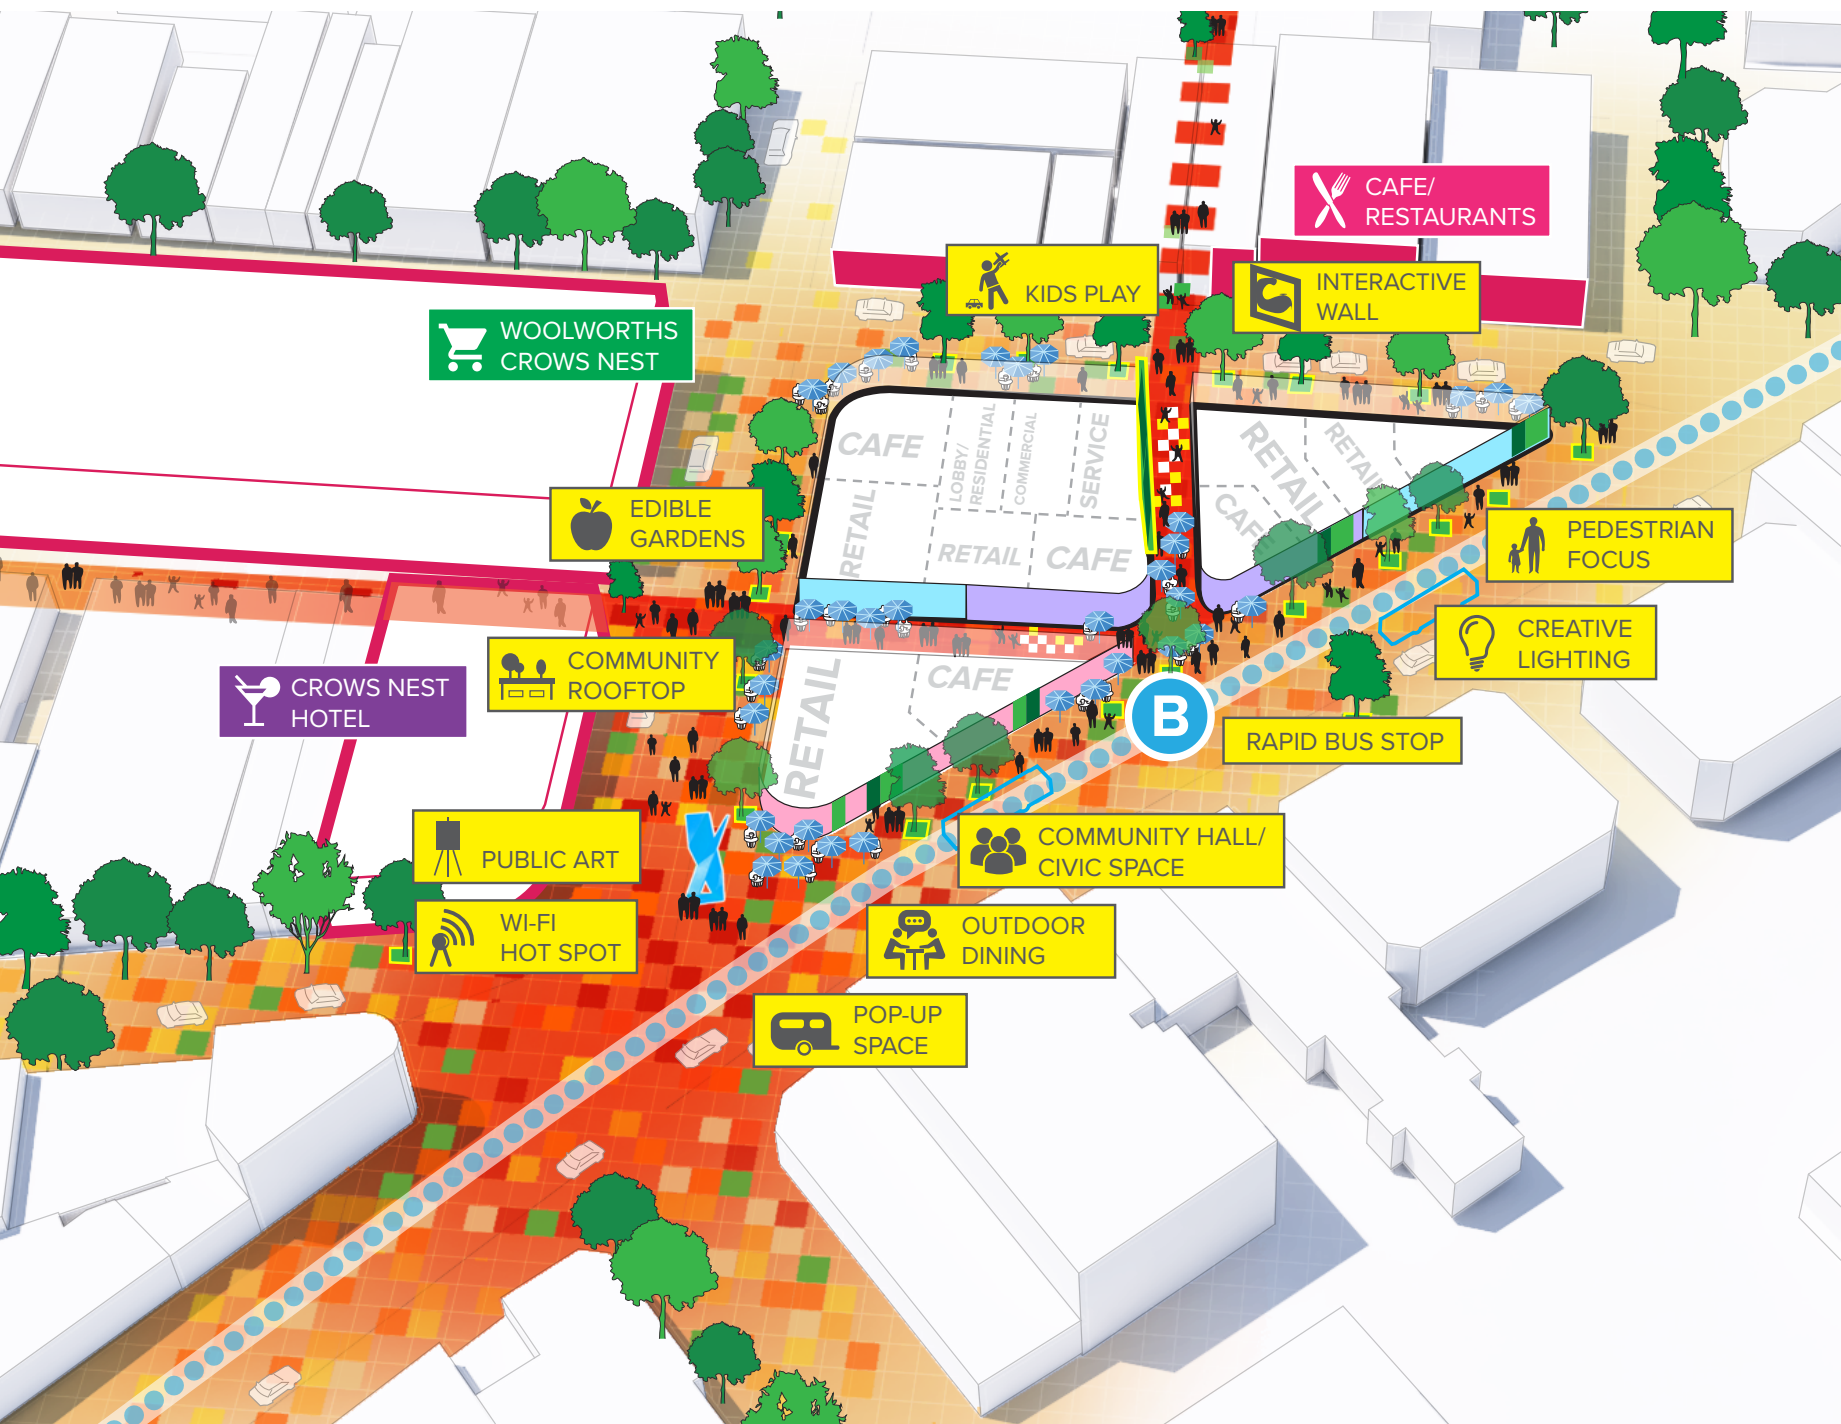 CAFE/
RESTAURANTS
KIDS PLAY
INTERACTIVE
WALL
WOOLWORTHS
CROWS NEST
CAFE
LOBBY/
RESIDENTIAL
COMMERCIAL
SERVICE
RETAIL
RETAIL
CAFE
RETAIL
RETAIL
CAFE
EDIBLE
GARDENS
PEDESTRIAN
FOCUS
CREATIVE
LIGHTING
COMMUNITY
ROOFTOP
CROWS NEST
HOTEL
RETAIL
CAFE
B
RAPID BUS STOP
PUBLIC ART
COMMUNITY HALL/
CIVIC SPACE
WI-FI
HOT SPOT
OUTDOOR
DINING
POP-UP
SPACE